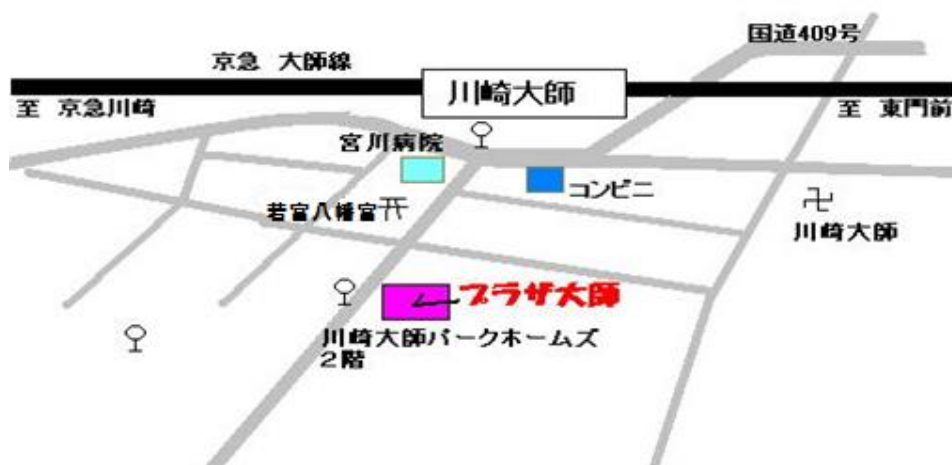 国道409号
京急 大師線
川崎大師
至 京急川崎
至 東門前
宮川病院
コンビニ
若宮八幡宮
川崎大師
プラザ大師
川崎大師パークホームズ
２階